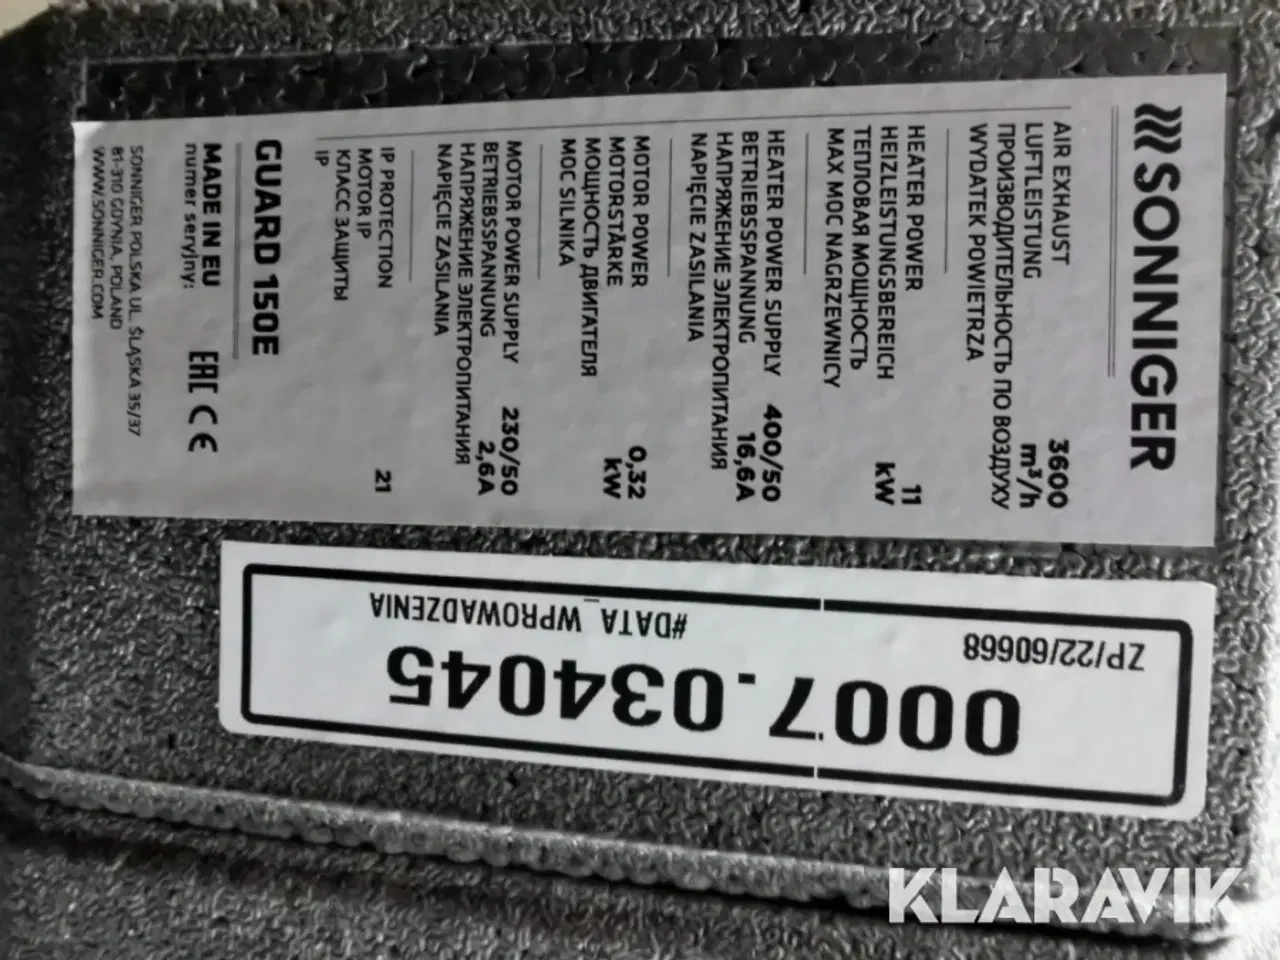 SONNIGER
AIR EXHAUST 3600
LUFTLEISTUNG m³/h
ПРОИЗВОДИТЕЛЬНОСТЬ ПО ВОЗДУХУ
WYDATEK POWIETRZA
HEATER POWER 11
HEIZLEISTUNGSBEREICH kW
ТЕПЛОВАЯ МОЩНОСТЬ
MAX MOC NAGRZEWNICY
HEATER POWER SUPPLY 400/50
BETRIEBSSPANNUNG 16,6A
НАПРЯЖЕНИЕ ЭЛЕКТРОПИТАНИЯ
NAPIĘCIE ZASILANIA
MOTOR POWER 0,32
MOTORSTÄRKE kW
МОЩНОСТЬ ДВИГАТЕЛЯ
MOC SILNIKA
MOTOR POWER SUPPLY 230/50
BETRIEBSSPANNUNG 2,6A
НАПРЯЖЕНИЕ ЭЛЕКТРОПИТАНИЯ
NAPIĘCIE ZASILANIA
IP PROTECTION 21
MOTOR IP
КЛАСС ЗАЩИТЫ
IP
GUARD 150E
MADE IN EU EAC CE
numer seryjny:
SONNIGER POLSKA UL. ŚLĄSKA 35/37
81-310 GDYNIA, POLAND
WWW.SONNIGER.COM
0007.034045
ZP/22/60668 #DATA_WPROWADZENIA
KLARAVIK